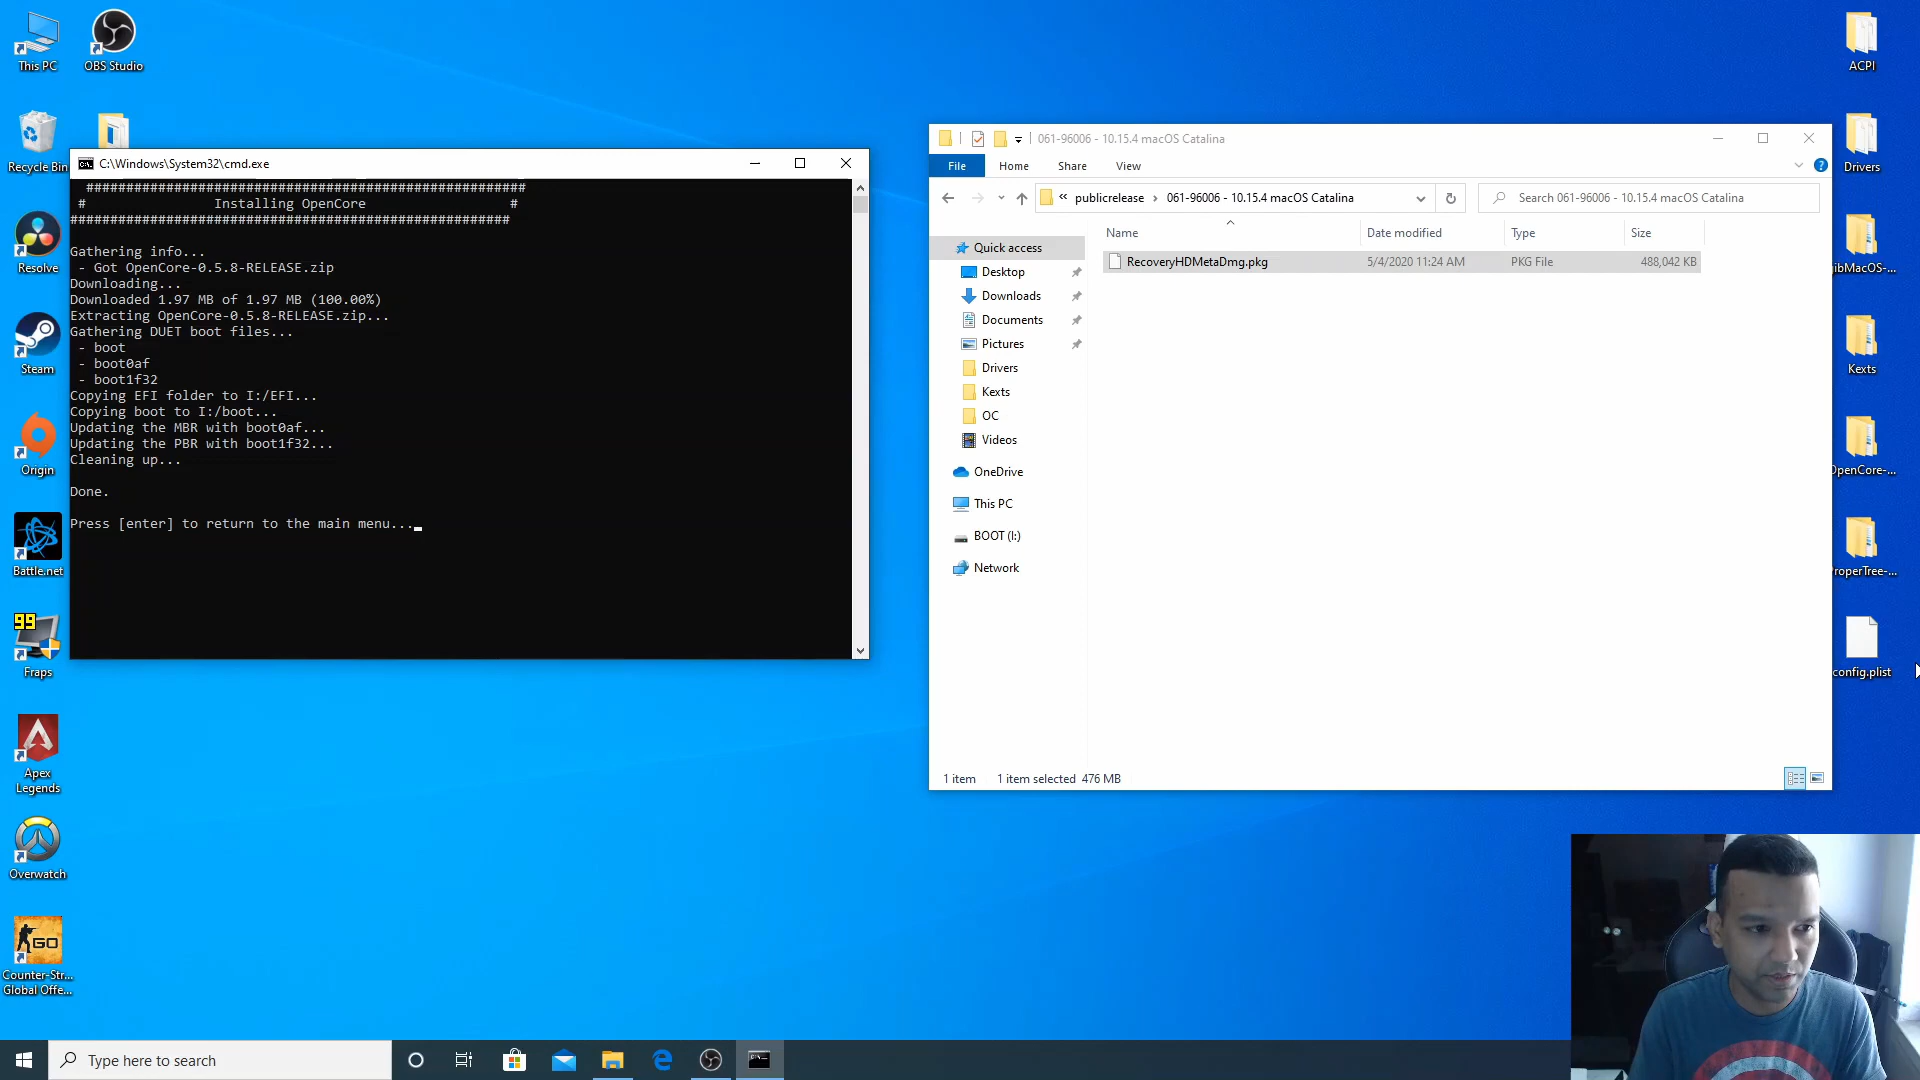 This PC
OBS Studio
Recycle Bin
Resolve
Steam
Origin
Battle.net
99
Fraps
Apex
Legends
Overwatch
GO
Counter-Str...
Global Offe...
C:\Windows\System32\cmd.exe
#######################################################
# Installing OpenCore #
#######################################################
Gathering info...
- Got OpenCore-0.5.8-RELEASE.zip
Downloading...
Downloaded 1.97 MB of 1.97 MB (100.00%)
Extracting OpenCore-0.5.8-RELEASE.zip...
Gathering DUET boot files...
- boot
- boot0af
- boot1f32
Copying EFI folder to I:/EFI...
Copying boot to I:/boot...
Updating the MBR with boot0af...
Updating the PBR with boot1f32...
Cleaning up...
Done.
Press [enter] to return to the main menu..._
061-96006 - 10.15.4 macOS Catalina
File Home Share View
« publicrelease › 061-96006 - 10.15.4 macOS Catalina
Search 061-96006 - 10.15.4 macOS Catalina
Name Date modified Type Size
RecoveryHDMetaDmg.pkg 5/4/2020 11:24 AM PKG File 488,042 KB
Quick access
Desktop
Downloads
Documents
Pictures
Drivers
Kexts
OC
Videos
OneDrive
This PC
BOOT (I:)
Network
1 item 1 item selected 476 MB
ACPI
Drivers
gibMacOS-...
Kexts
OpenCore-...
ProperTree-...
config.plist
Type here to search